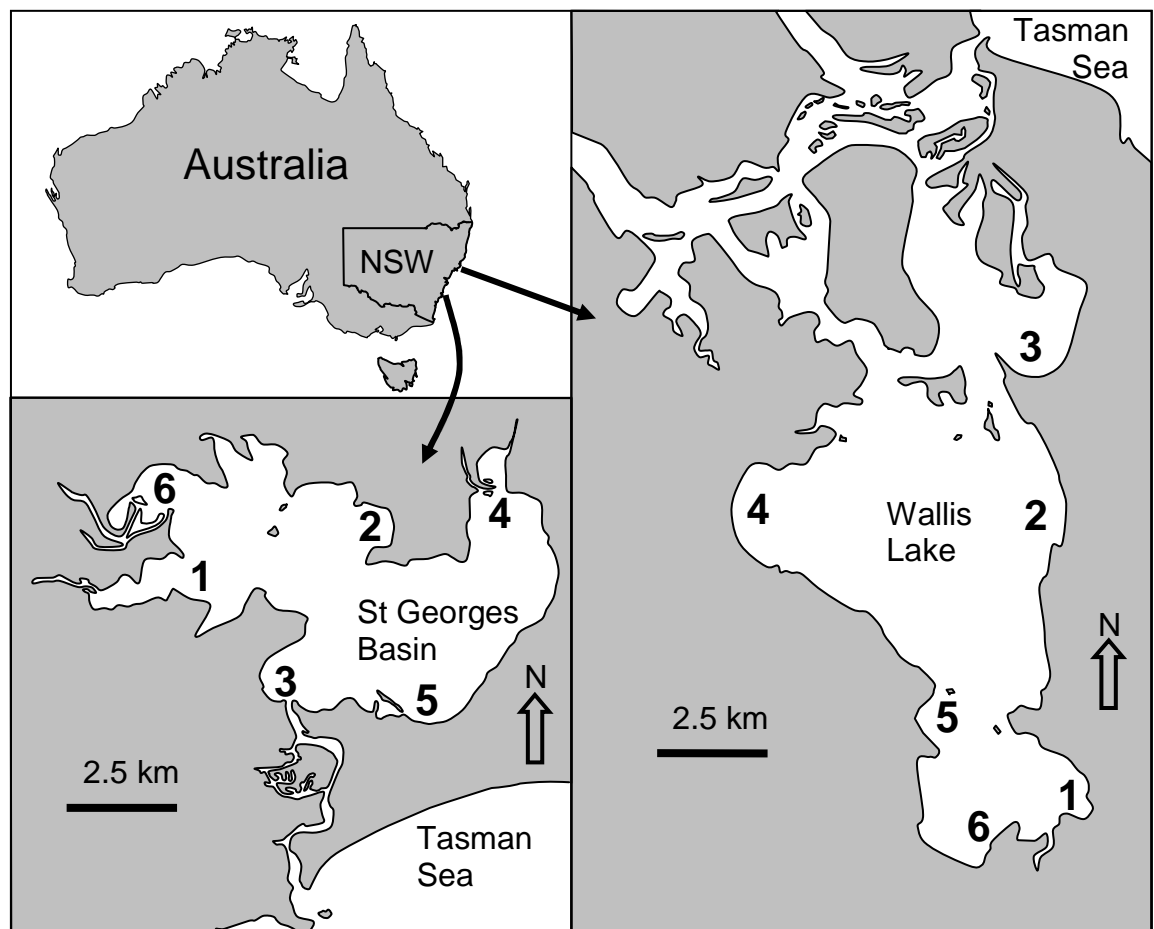 Australia
NSW
Tasman
Sea
3
4
2
Wallis
Lake
N
5
2.5 km
1
6
6
2
4
1
St Georges
Basin
3
5
N
2.5 km
Tasman
Sea